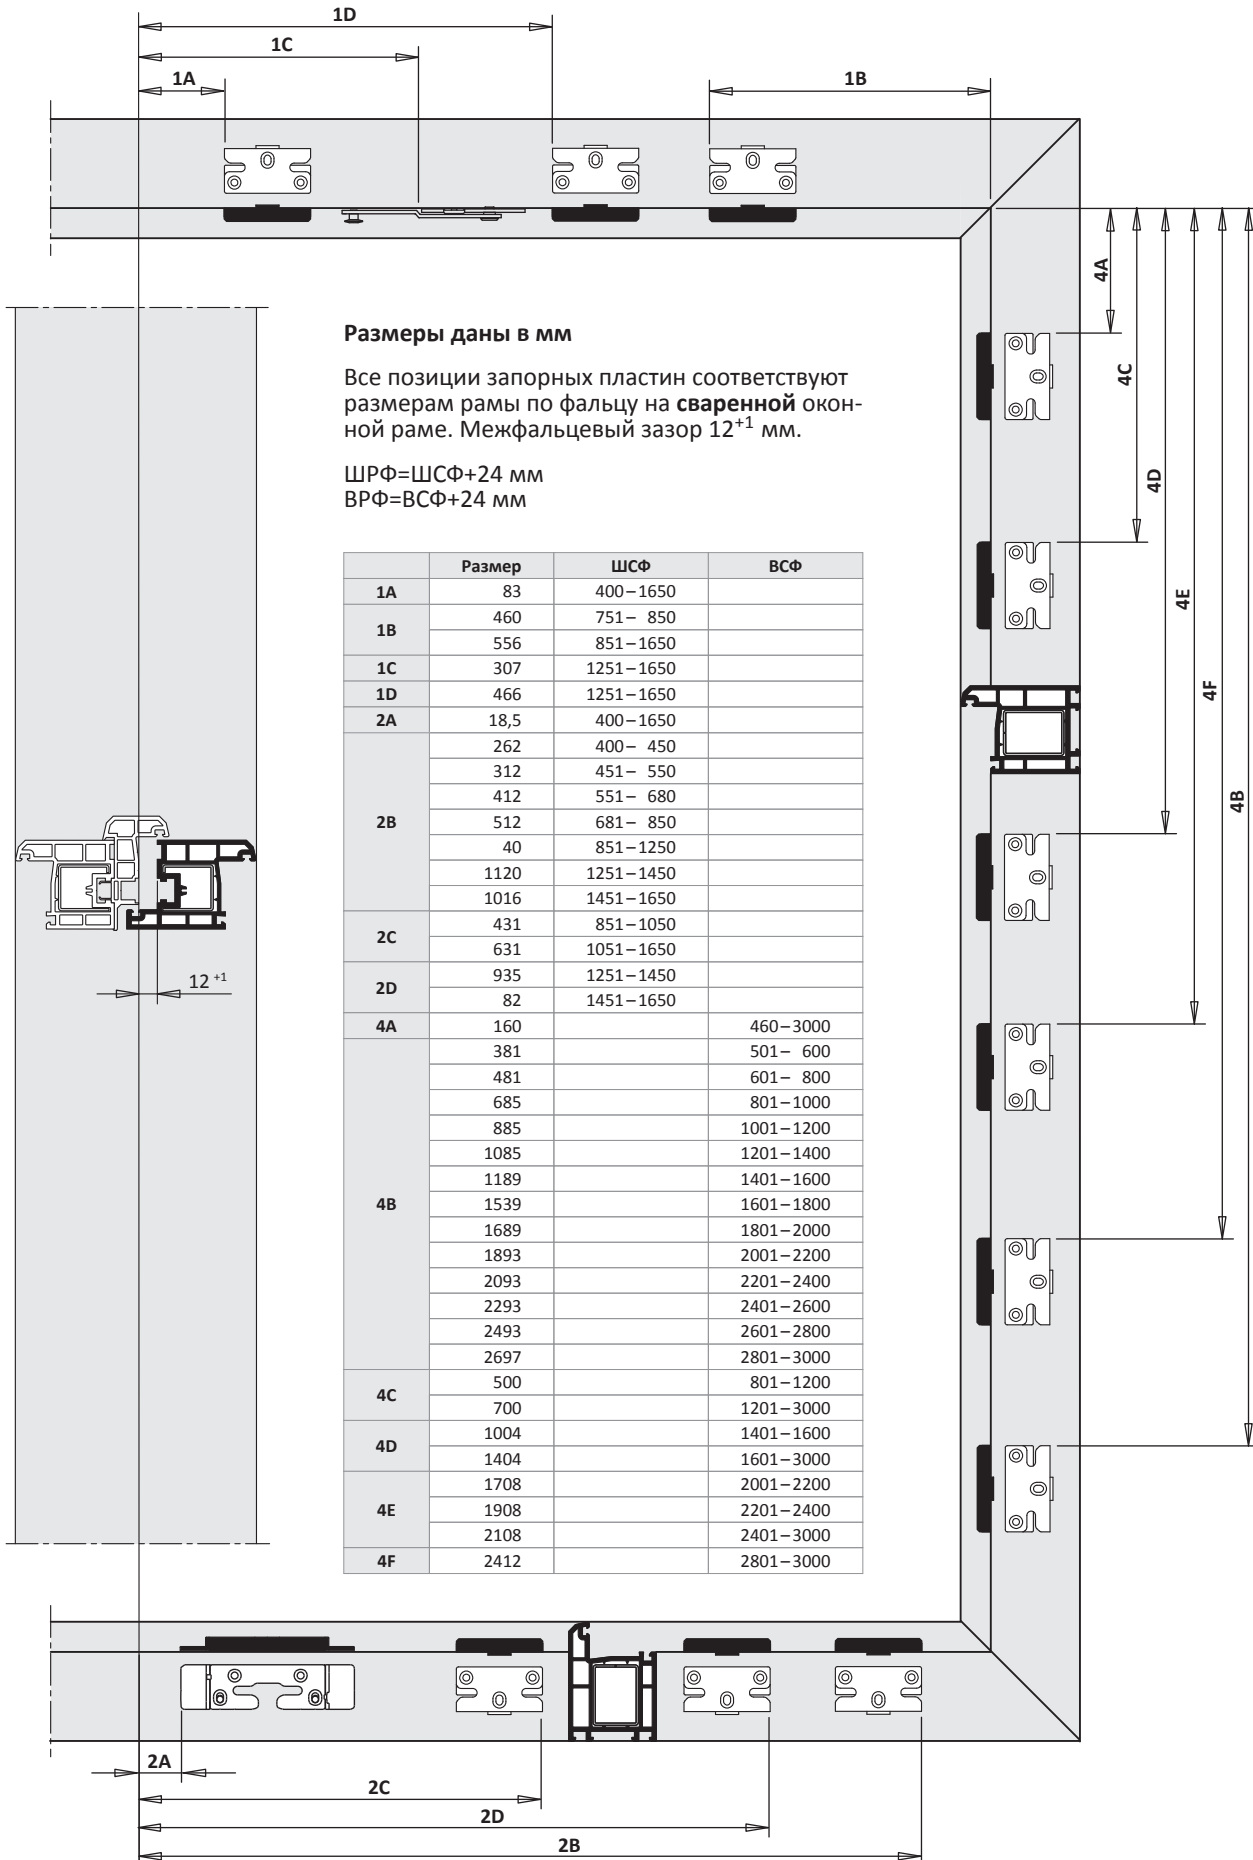 1D
1C
1A
1B
4A
4C
4D
4E
4F
4B
Размеры даны в мм
Все позиции запорных пластин соответствуют
размерам рамы по фальцу на сваренной окон-
ной раме. Межфальцевый зазор 12+1 мм.
ШРФ=ШСФ+24 мм
ВРФ=ВСФ+24 мм
Размер ШСФ ВСФ
1A 83 400–1650
1B 460 751– 850
556 851–1650
1C 307 1251–1650
1D 466 1251–1650
2A 18,5 400–1650
2B 262 400– 450
312 451– 550
412 551– 680
512 681– 850
40 851–1250
1120 1251–1450
1016 1451–1650
2C 431 851–1050
631 1051–1650
2D 935 1251–1450
82 1451–1650
4A 160 460–3000
4B 381 501– 600
481 601– 800
685 801–1000
885 1001–1200
1085 1201–1400
1189 1401–1600
1539 1601–1800
1689 1801–2000
1893 2001–2200
2093 2201–2400
2293 2401–2600
2493 2601–2800
2697 2801–3000
4C 500 801–1200
700 1201–3000
4D 1004 1401–1600
1404 1601–3000
4E 1708 2001–2200
1908 2201–2400
2108 2401–3000
4F 2412 2801–3000
12 +1
2A
2C
2D
2B